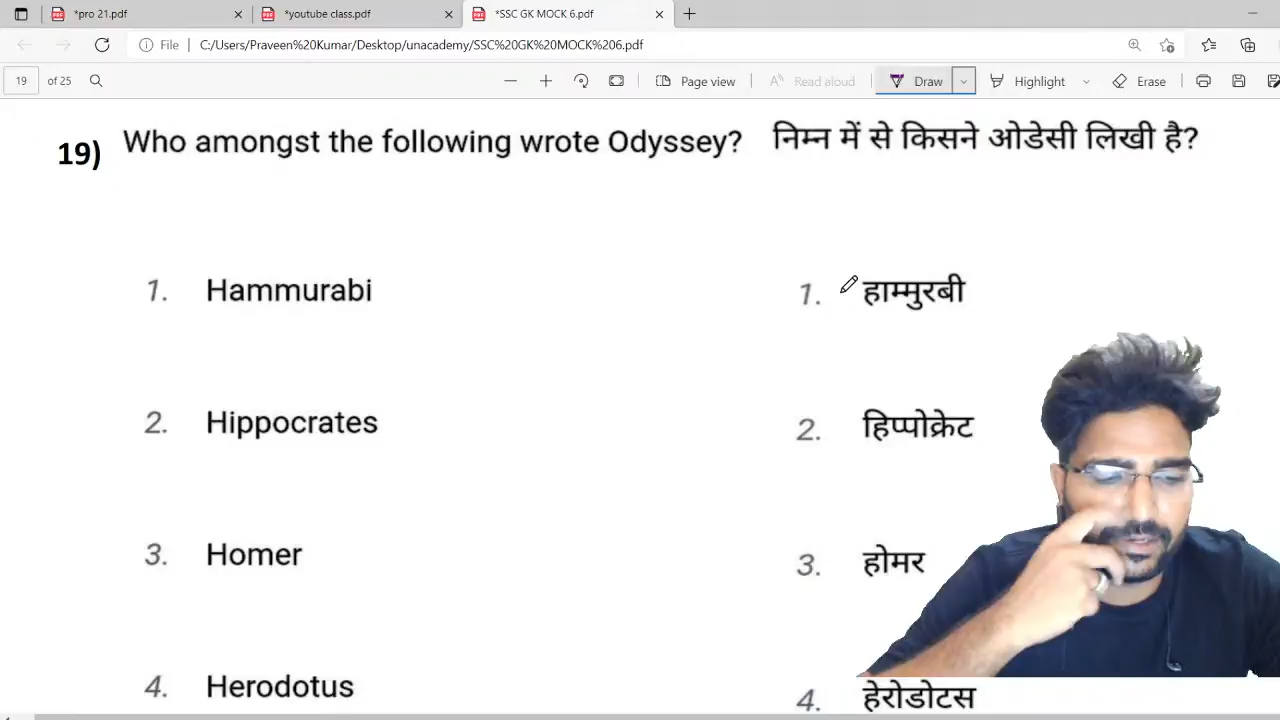 *pro 21.pdf
*youtube class.pdf
*SSC GK MOCK 6.pdf
File C:/Users/Praveen%20Kumar/Desktop/unacademy/SSC%20GK%20MOCK%206.pdf
19 of 25 Page view Read aloud Draw Highlight Erase
19) Who amongst the following wrote Odyssey? निम्न में से किसने ओडेसी लिखी है?
1. Hammurabi
1. हाम्मुरबी
2. Hippocrates
2. हिप्पोक्रेट
3. Homer
3. होमर
4. Herodotus
4. हेरोडोटस